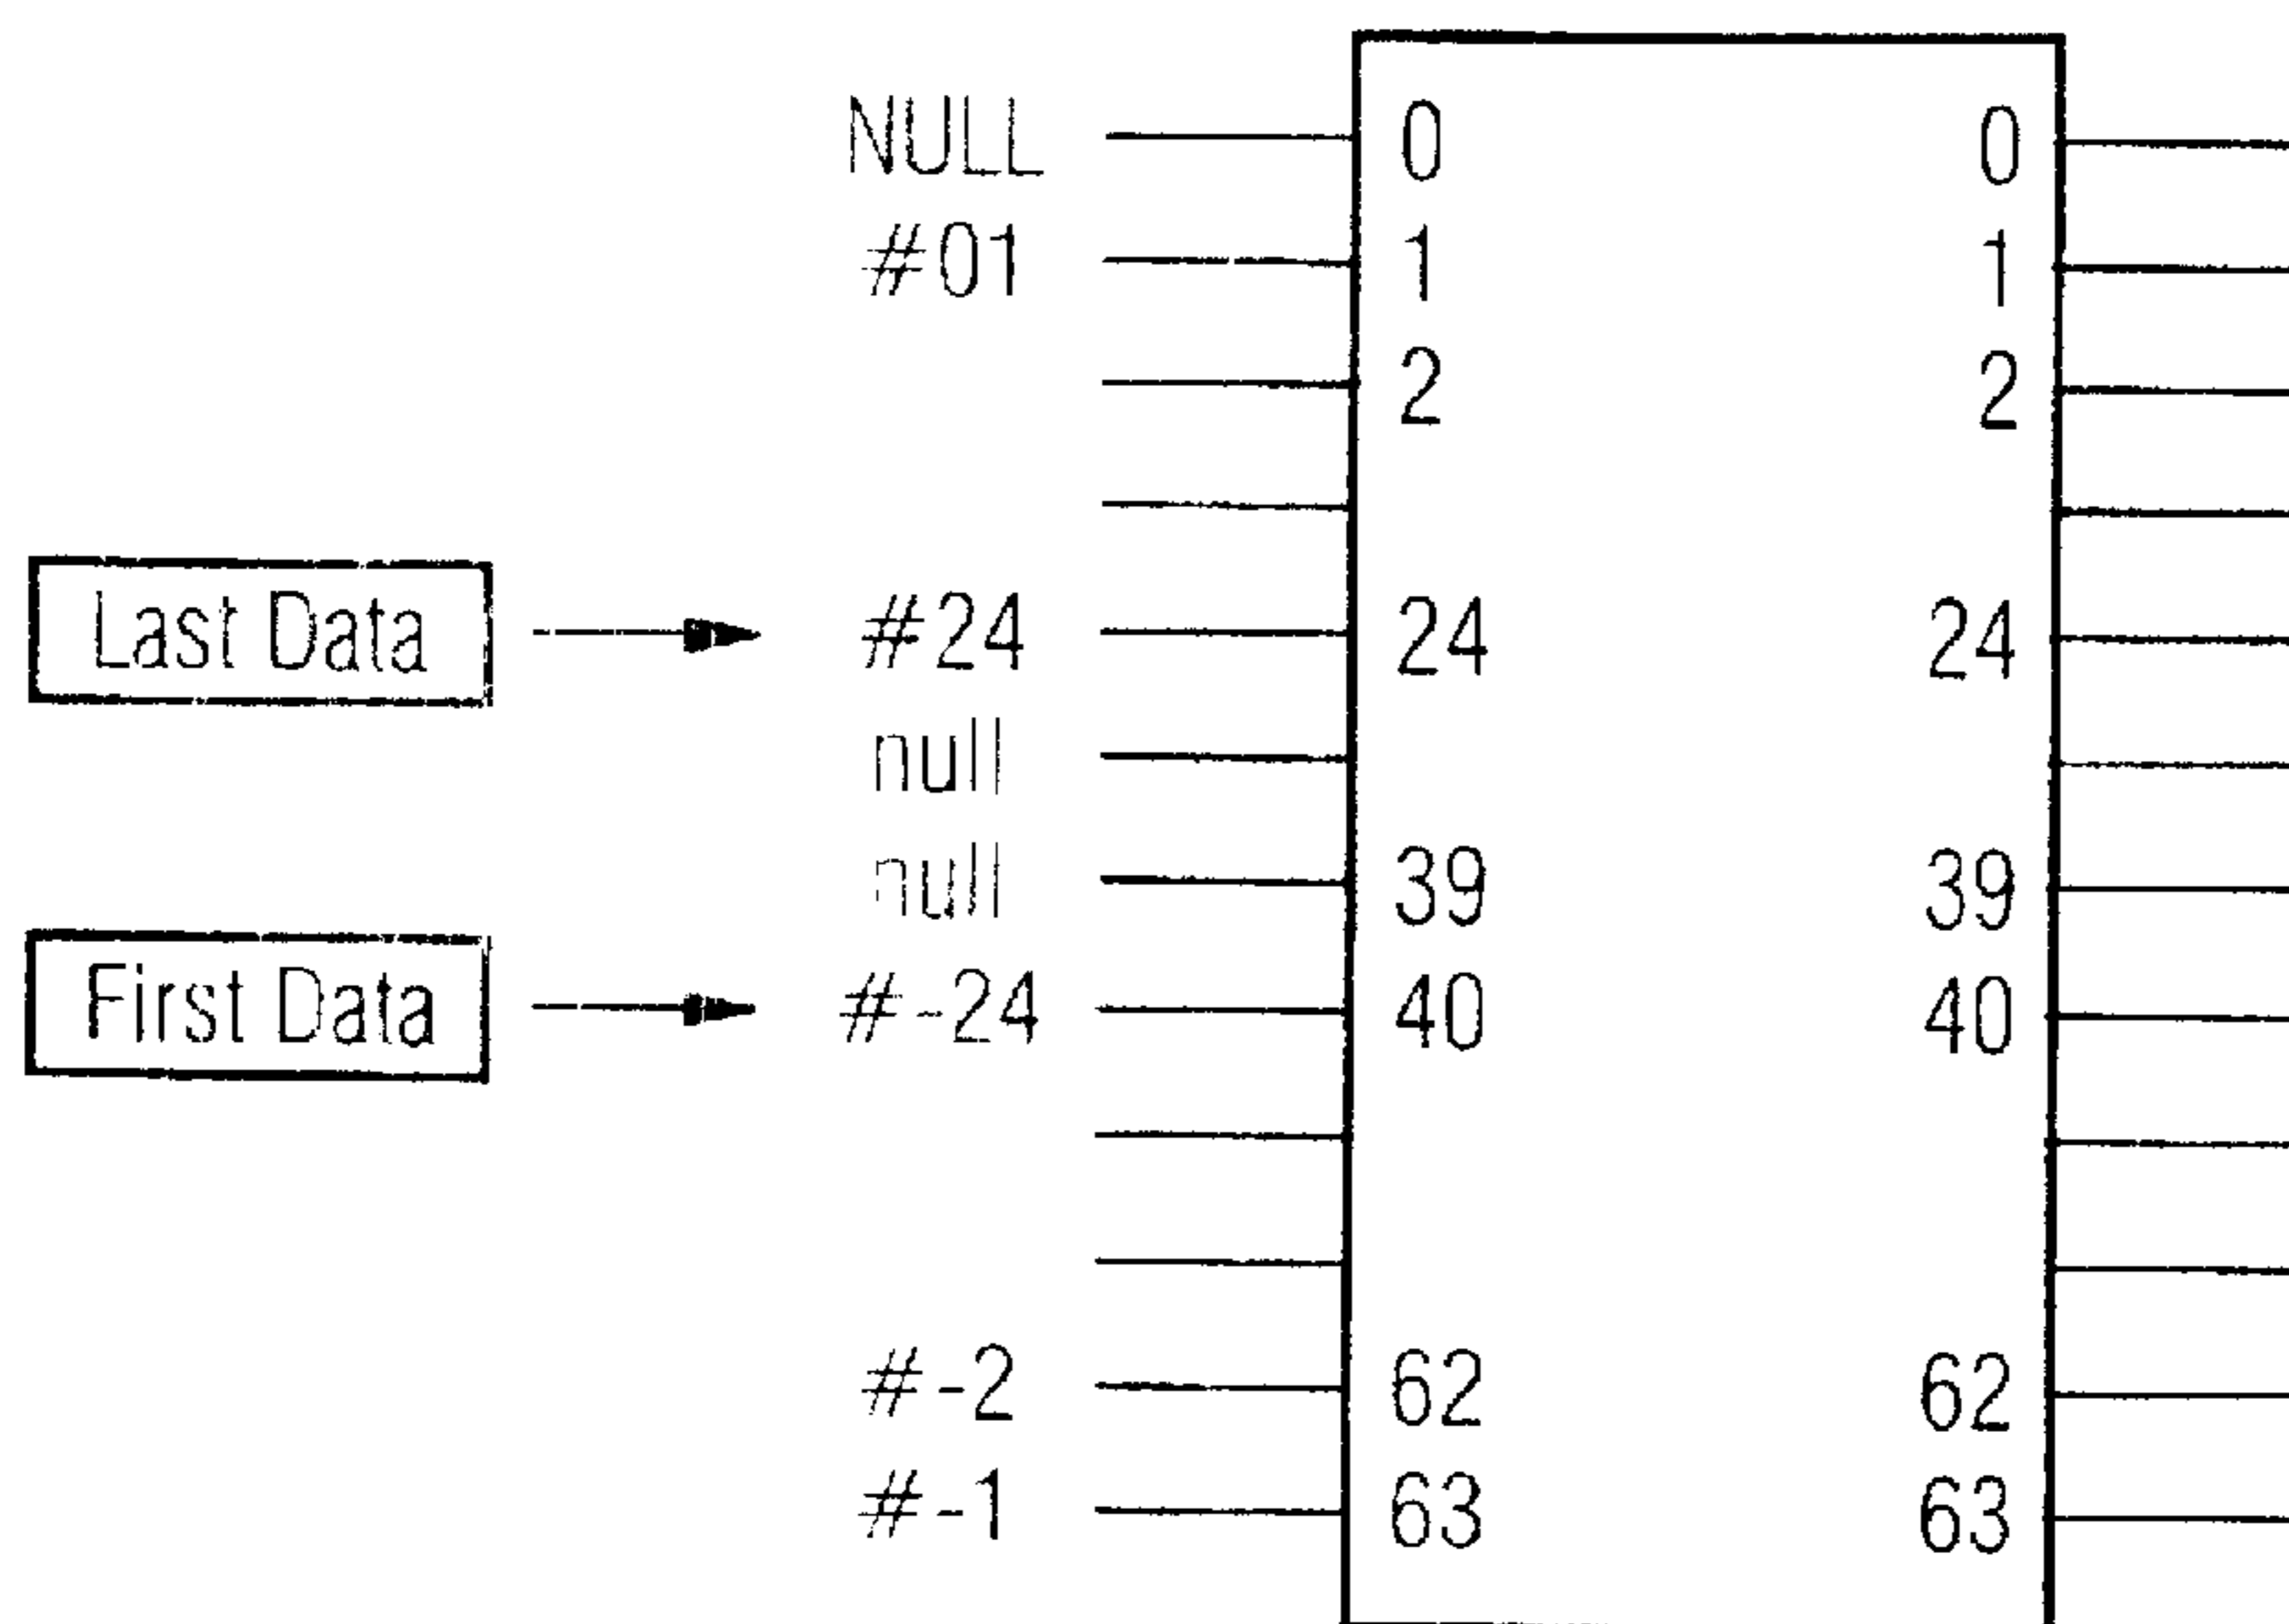 NULL 0 0
#01 1 1
2 2
Last Data #24 24 24
null
null 39 39
First Data #-24 40 40
#-2 62 62
#-1 63 63